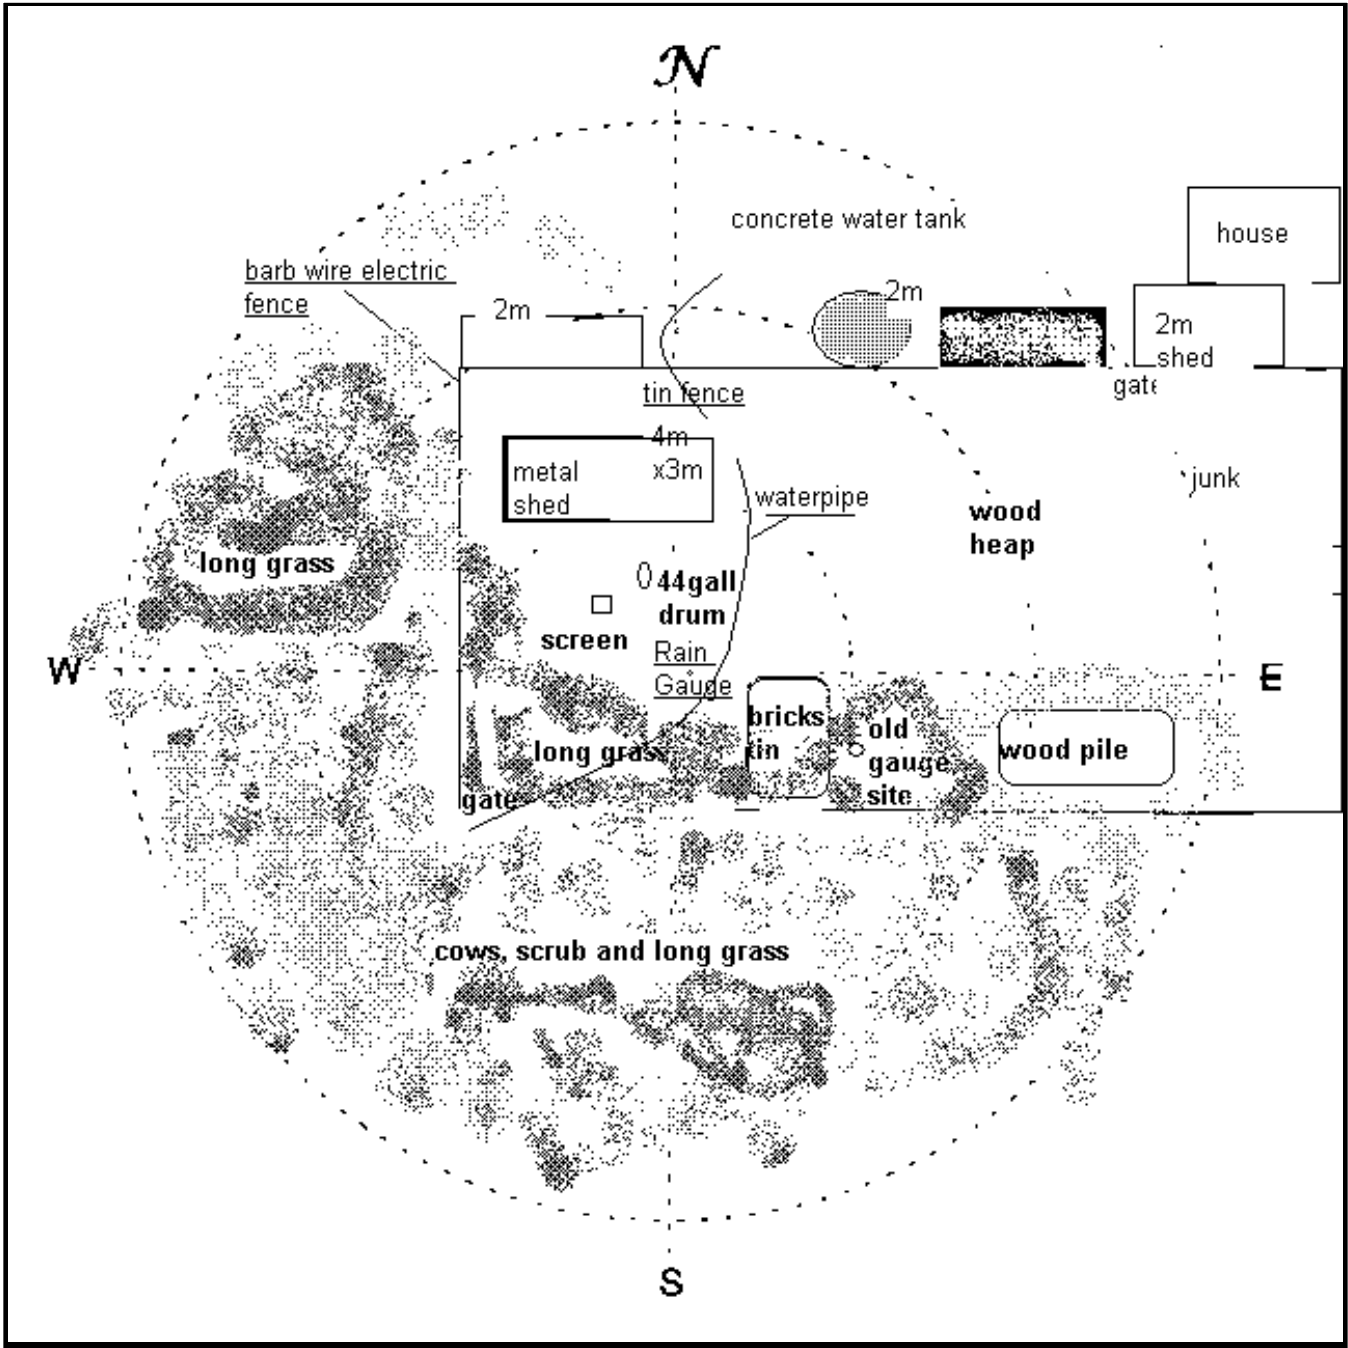 N
concrete water tank
house
barb wire electric
fence
2m
2m
2m
shed
gate
tin fence
4m
metal x3m
shed
waterpipe
junk
wood
heap
long grass
44gall
drum
screen
Rain
Gauge
W
E
bricks
tin
old
gauge
site
wood pile
long grass
gate
cows, scrub and long grass
S